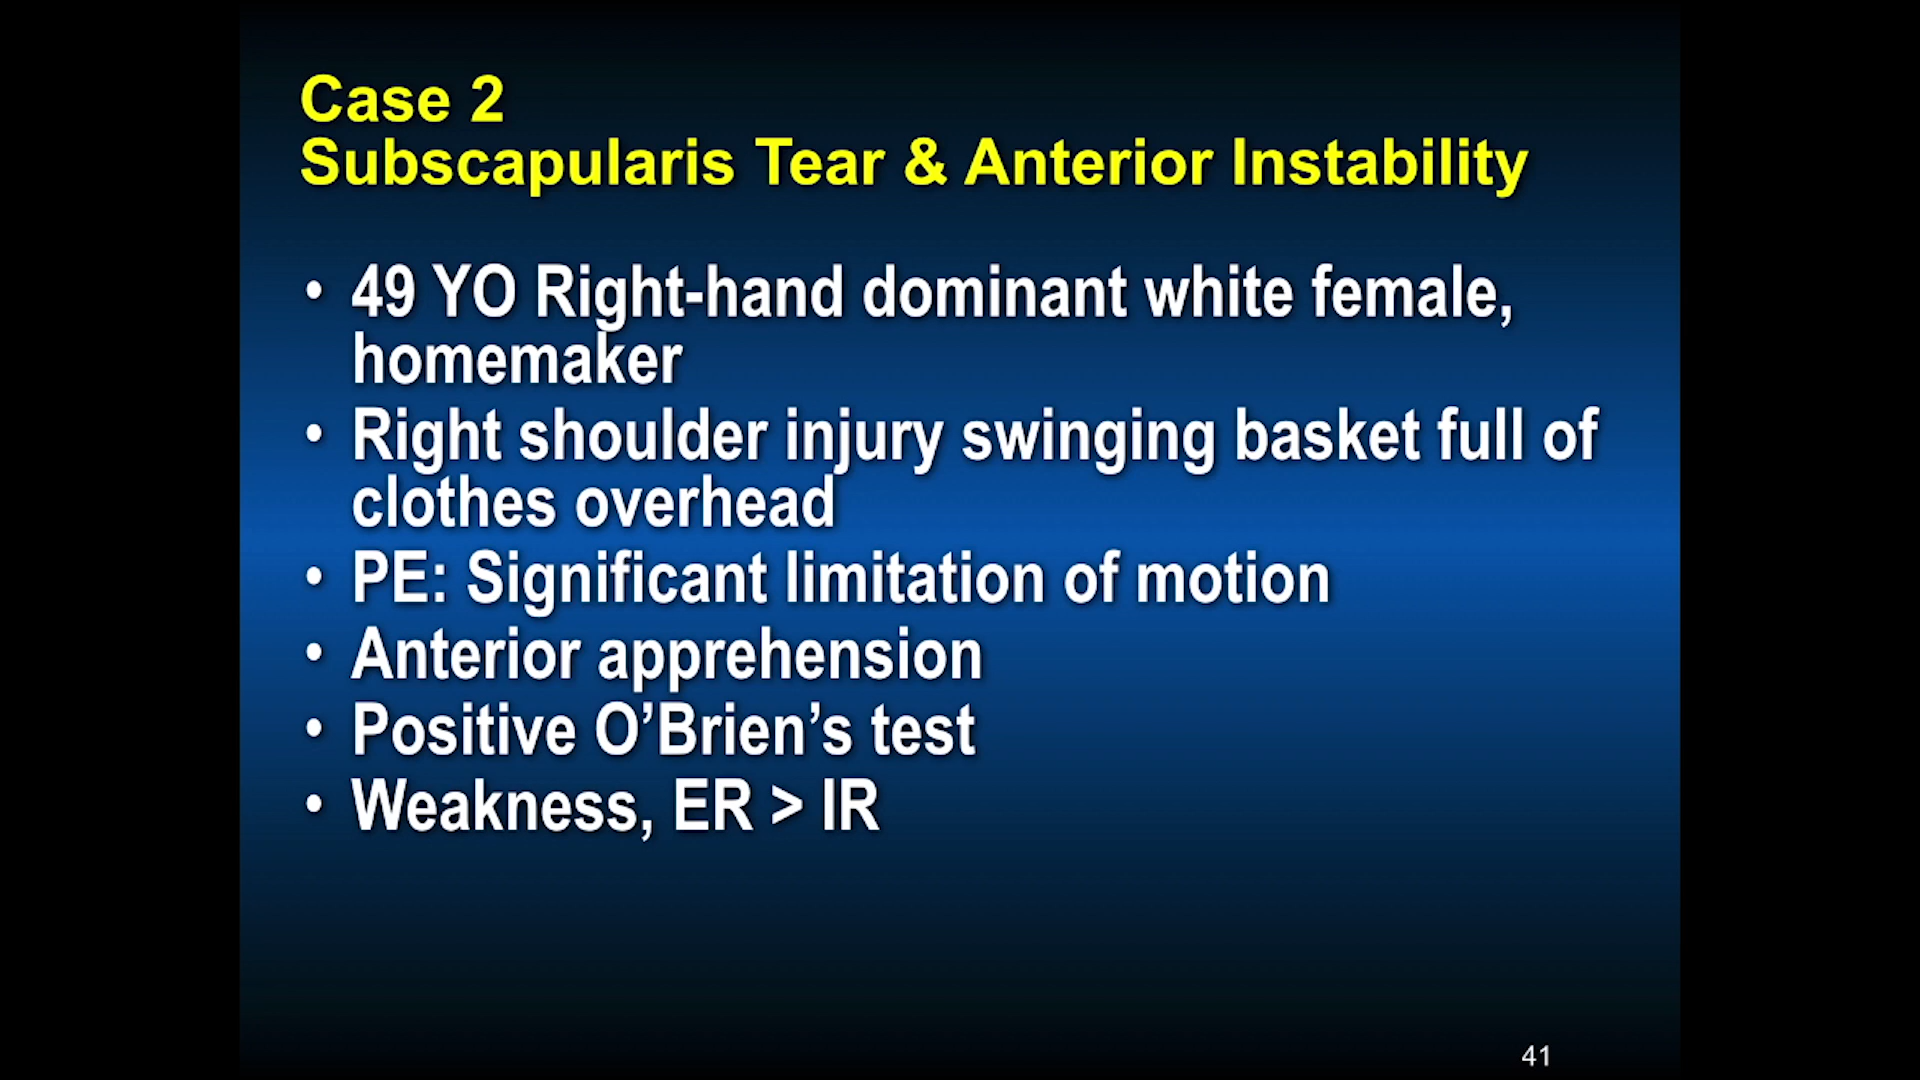 Case 2
Subscapularis Tear & Anterior Instability
• 49 YO Right-hand dominant white female,
homemaker
• Right shoulder injury swinging basket full of
clothes overhead
• PE: Significant limitation of motion
• Anterior apprehension
• Positive O’Brien’s test
• Weakness, ER > IR
41